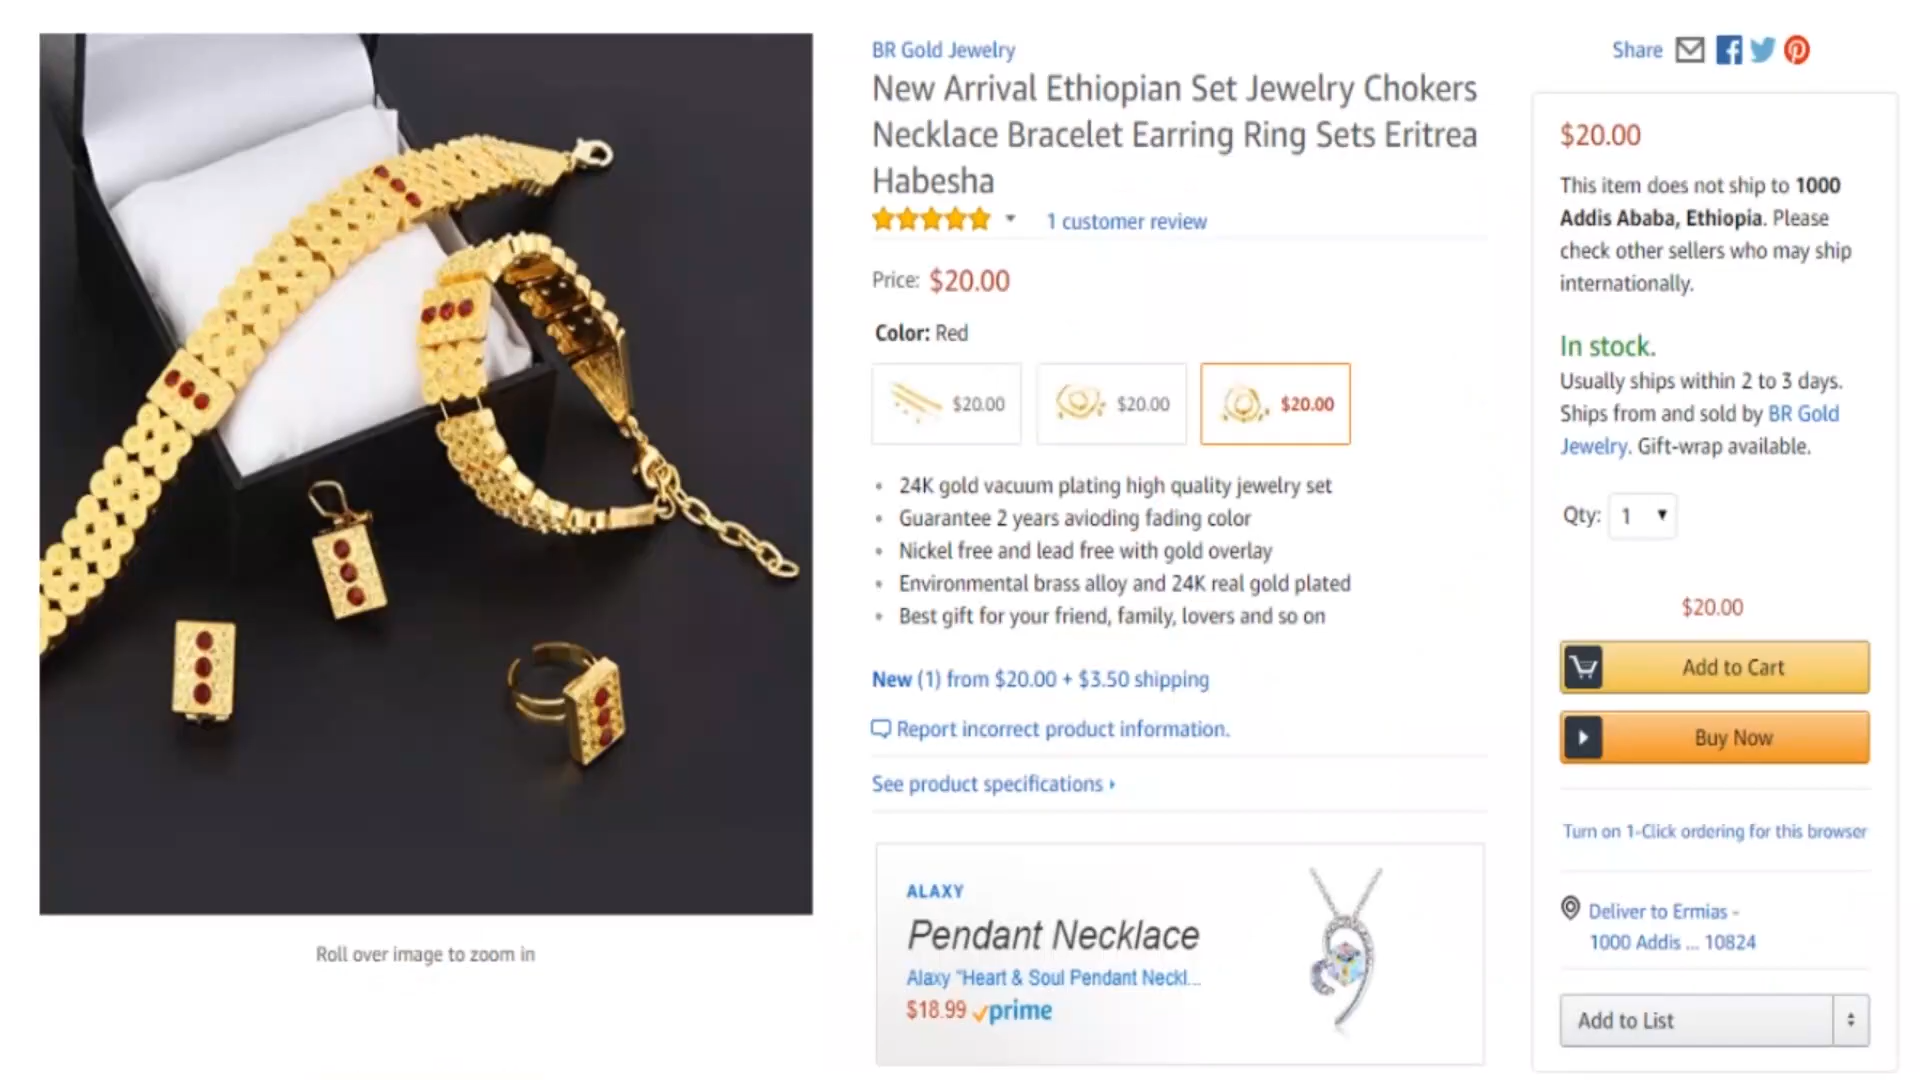 BR Gold Jewelry
New Arrival Ethiopian Set Jewelry Chokers
Necklace Bracelet Earring Ring Sets Eritrea
Habesha
1 customer review
Price: $20.00
Color: Red
$20.00
$20.00
$20.00
24K gold vacuum plating high quality jewelry set
Guarantee 2 years avioding fading color
Nickel free and lead free with gold overlay
Environmental brass alloy and 24K real gold plated
Best gift for your friend, family, lovers and so on
New (1) from $20.00 + $3.50 shipping
Report incorrect product information.
See product specifications
ALAXY
Pendant Necklace
Alaxy "Heart & Soul Pendant Neckl...
$18.99 prime
Roll over image to zoom in
Share
$20.00
This item does not ship to 1000
Addis Ababa, Ethiopia. Please
check other sellers who may ship
internationally.
In stock.
Usually ships within 2 to 3 days.
Ships from and sold by BR Gold
Jewelry. Gift-wrap available.
Qty: 1
$20.00
Add to Cart
Buy Now
Turn on 1-Click ordering for this browser
Deliver to Ermias -
1000 Addis ... 10824
Add to List